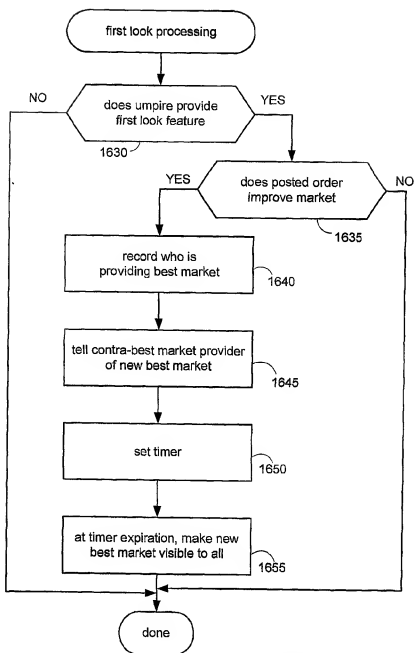 first look processing
NO
does umpire provide
first look feature
YES
1630
YES
does posted order
improve market
NO
1635
record who is
providing best market
1640
tell contra-best market provider
of new best market
1645
set timer
1650
at timer expiration, make new
best market visible to all
1655
done